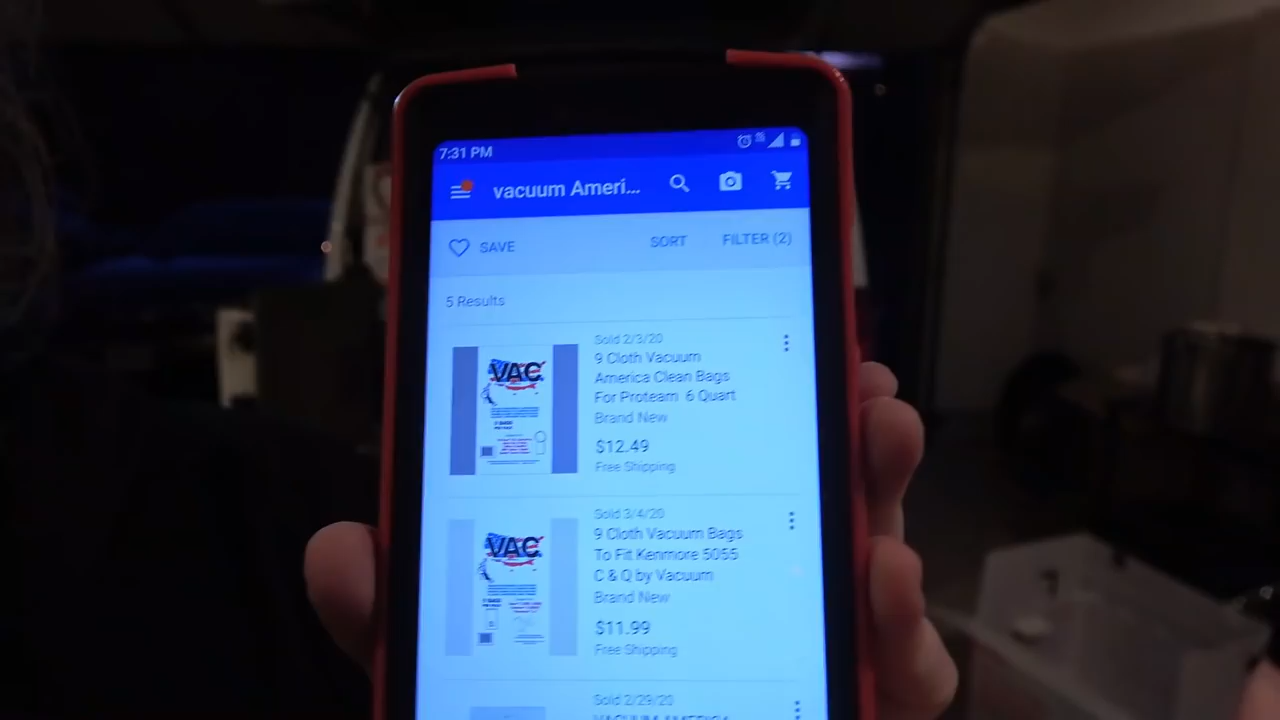 7:31 PM
vacuum Ameri...
SAVE
SORT
FILTER (2)
5 Results
Sold 2/3/20
9 Cloth Vacuum
America Clean Bags
For Proteam 6 Quart
Brand New
$12.49
Free Shipping
VAC
Sold 3/4/20
9 Cloth Vacuum Bags
To Fit Kenmore 5055
C & Q by Vacuum
Brand New
$11.99
Free Shipping
VAC
Sold 2/29/20
VACUUM AMERICA